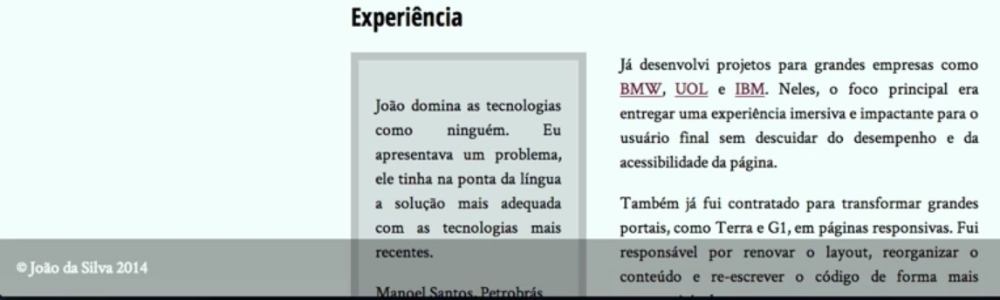 Experiência
João domina as tecnologias
como ninguém. Eu
apresentava um problema,
ele tinha na ponta da língua
a solução mais adequada
com as tecnologias mais
recentes.
Manoel Santos, Petrobrás
Já desenvolvi projetos para grandes empresas como
BMW, UOL e IBM. Neles, o foco principal era
entregar uma experiência imersiva e impactante para o
usuário final sem descuidar do desempenho e da
acessibilidade da página.
Também já fui contratado para transformar grandes
portais, como Terra e G1, em páginas responsivas. Fui
responsável por renovar o layout, reorganizar o
conteúdo e re-escrever o código de forma mais
© João da Silva 2014